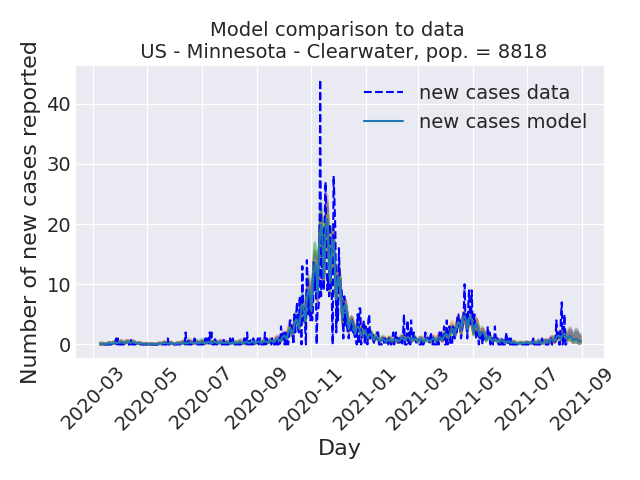 Model comparison to data
US - Minnesota - Clearwater, pop. = 8818
Number of new cases reported
40
30
20
10
0
new cases data
new cases model
2020-03
2020-05
2020-07
2020-09
2020-11
2021-01
2021-03
2021-05
2021-07
2021-09
Day